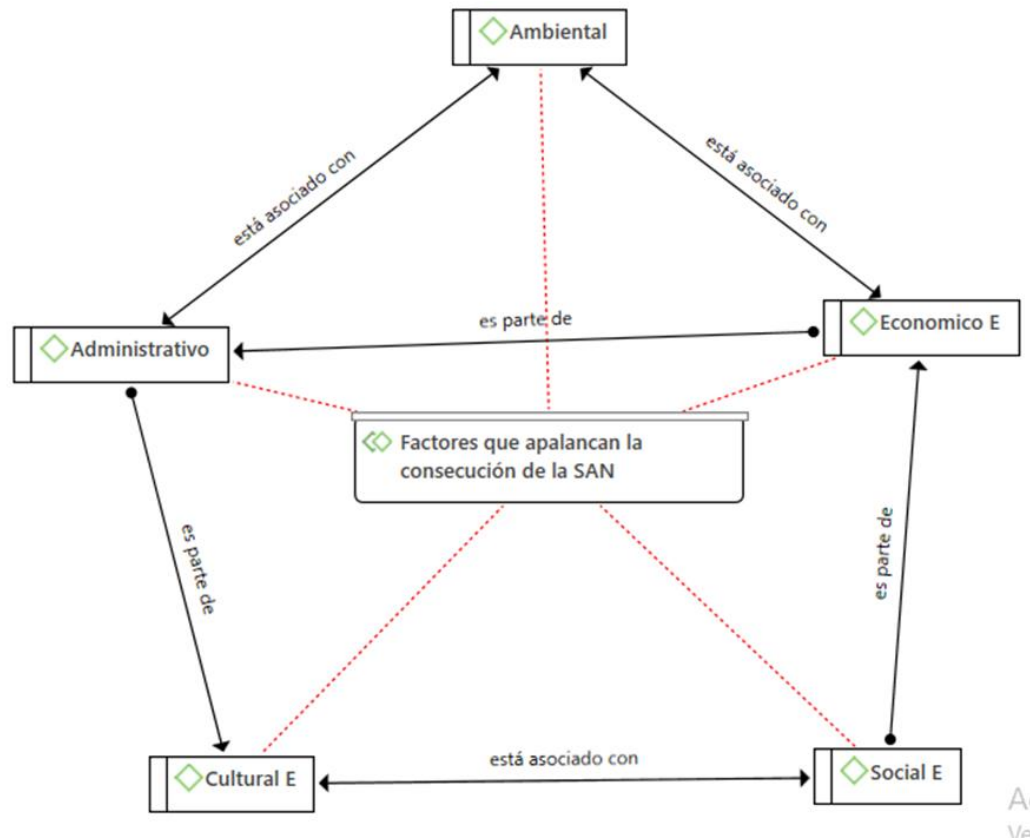 Ambiental
está asociado con
está asociado con
es parte de
Economico E
Administrativo
Factores que apalancan la
consecución de la SAN
es parte de
es parte de
está asociado con
Cultural E
Social E